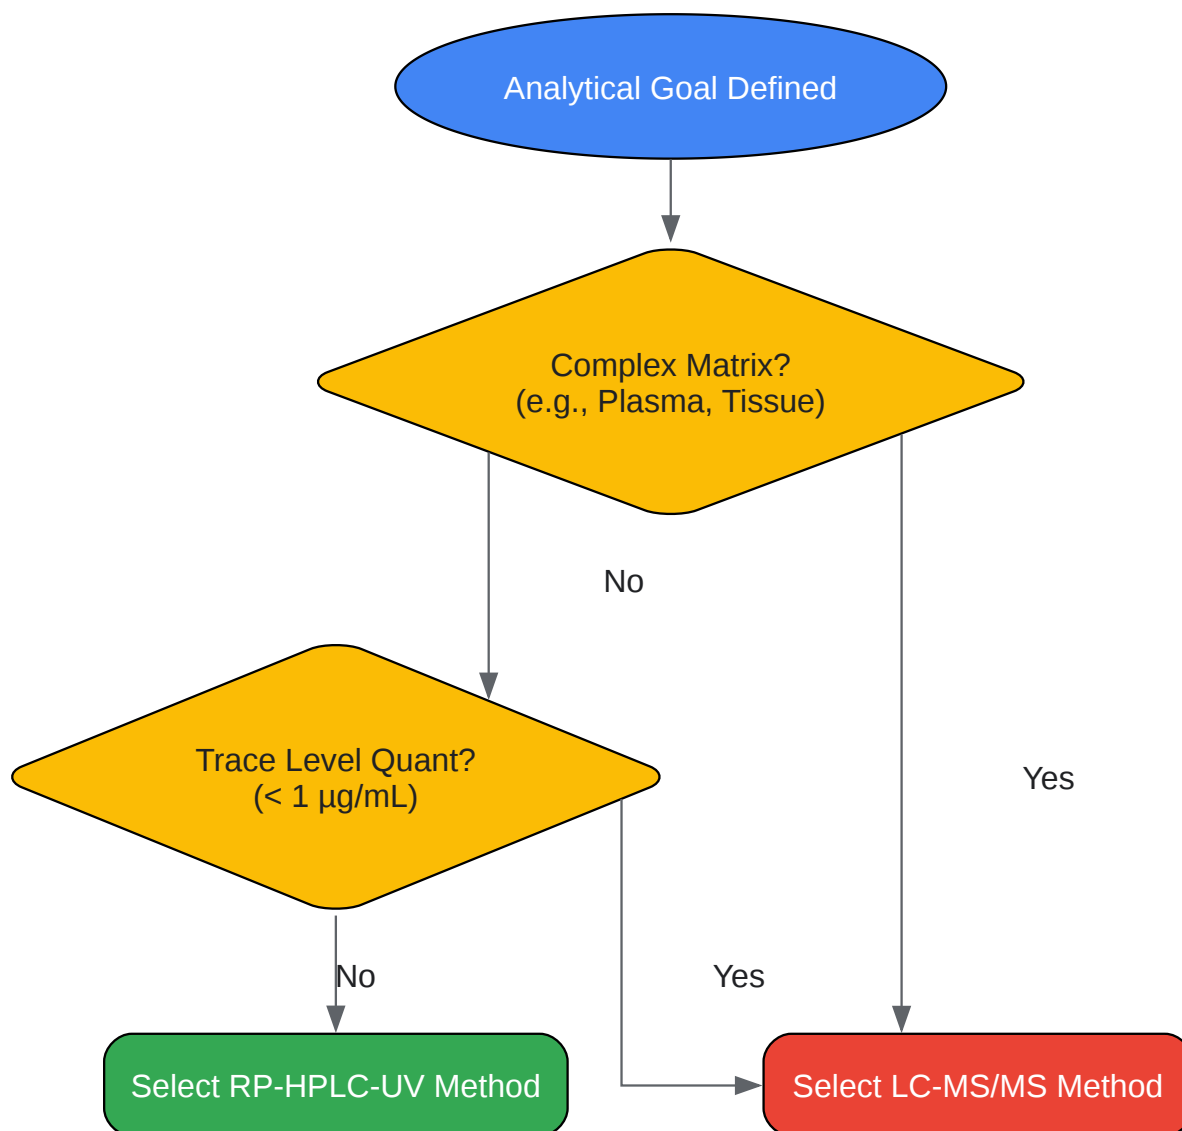 Analytical Goal Defined
Complex Matrix?
(e.g., Plasma, Tissue)
No
Trace Level Quant?
(< 1 µg/mL)
Yes
No
Yes
Select RP-HPLC-UV Method
Select LC-MS/MS Method